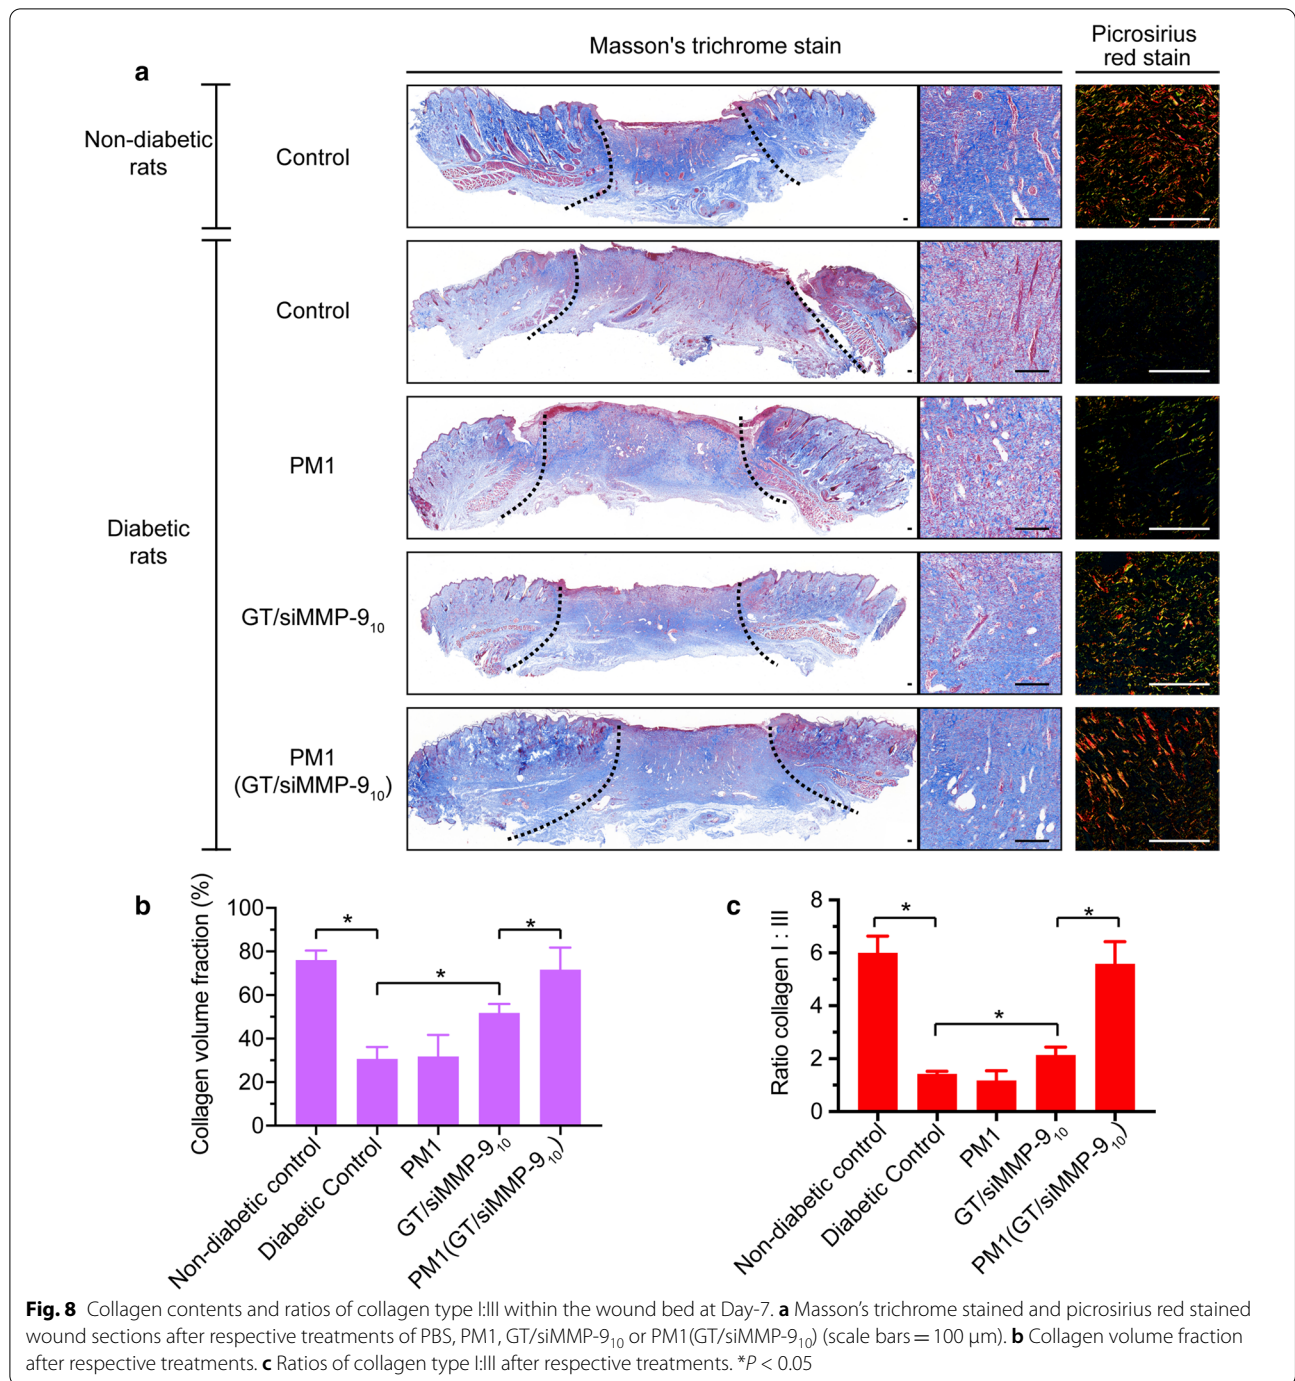 Masson's trichrome stain
Picrosirius
red stain
a
Non-diabetic
rats
Control
Control
PM1
Diabetic
rats
GT/siMMP-9₁₀
PM1
(GT/siMMP-9₁₀)
b
Collagen volume fraction (%)
100
80
60
40
20
0
*
*
*
Non-diabetic control
Diabetic Control
PM1
GT/siMMP-9₁₀
PM1(GT/siMMP-9₁₀)
c
Ratio collagen I : III
8
6
4
2
0
*
*
*
Non-diabetic control
Diabetic Control
PM1
GT/siMMP-9₁₀
PM1(GT/siMMP-9₁₀)
Fig. 8 Collagen contents and ratios of collagen type I:III within the wound bed at Day-7. a Masson’s trichrome stained and picrosirius red stained
wound sections after respective treatments of PBS, PM1, GT/siMMP-9₁₀ or PM1(GT/siMMP-9₁₀) (scale bars = 100 μm). b Collagen volume fraction
after respective treatments. c Ratios of collagen type I:III after respective treatments. *P < 0.05